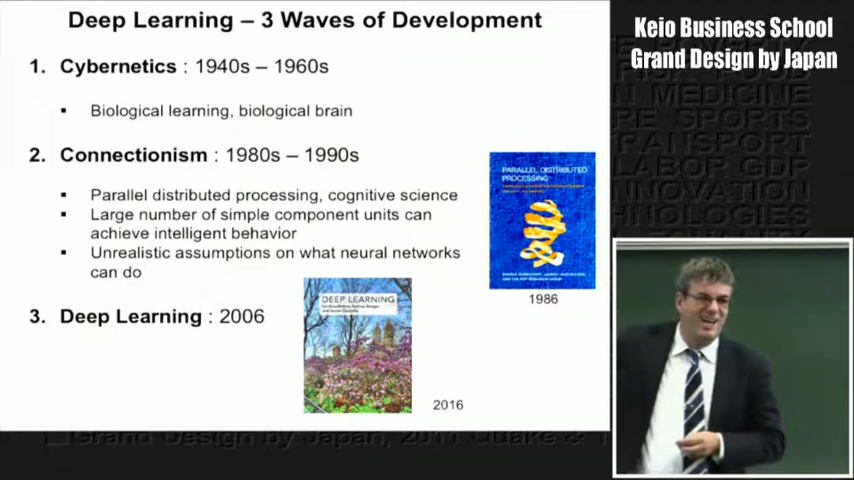 Deep Learning – 3 Waves of Development
1. Cybernetics : 1940s – 1960s
▪ Biological learning, biological brain
2. Connectionism : 1980s – 1990s
▪ Parallel distributed processing, cognitive science
▪ Large number of simple component units can
achieve intelligent behavior
▪ Unrealistic assumptions on what neural networks
can do
PARALLEL DISTRIBUTED
PROCESSING
1986
3. Deep Learning : 2006
DEEP LEARNING
2016
Keio Business School
Grand Design by Japan
MEDICINE
SPORTS
TRANSPORT
LABOR GDP
INNOVATION
Grand Design by Japan, 2011 Quake & T